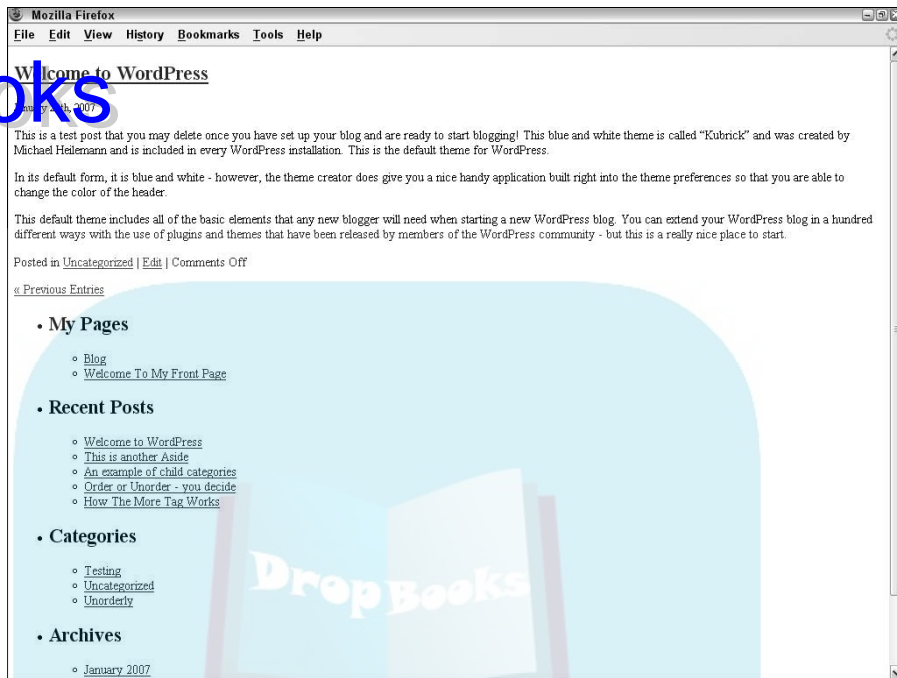 Mozilla Firefox
File Edit View History Bookmarks Tools Help
Welcome to WordPress
oks
2007
This is a test post that you may delete once you have set up your blog and are ready to start blogging! This blue and white theme is called “Kubrick” and was created by
Michael Heilemann and is included in every WordPress installation. This is the default theme for WordPress.
In its default form, it is blue and white - however, the theme creator does give you a nice handy application built right into the theme preferences so that you are able to
change the color of the header.
This default theme includes all of the basic elements that any new blogger will need when starting a new WordPress blog. You can extend your WordPress blog in a hundred
different ways with the use of plugins and themes that have been released by members of the WordPress community - but this is a really nice place to start.
Posted in Uncategorized | Edit | Comments Off
« Previous Entries
• My Pages
Blog
Welcome To My Front Page
• Recent Posts
Welcome to WordPress
This is another Aside
An example of child categories
Order or Unorder - you decide
How The More Tag Works
• Categories
Testing
Uncategorized
Unorderly
• Archives
January 2007
DropBooks